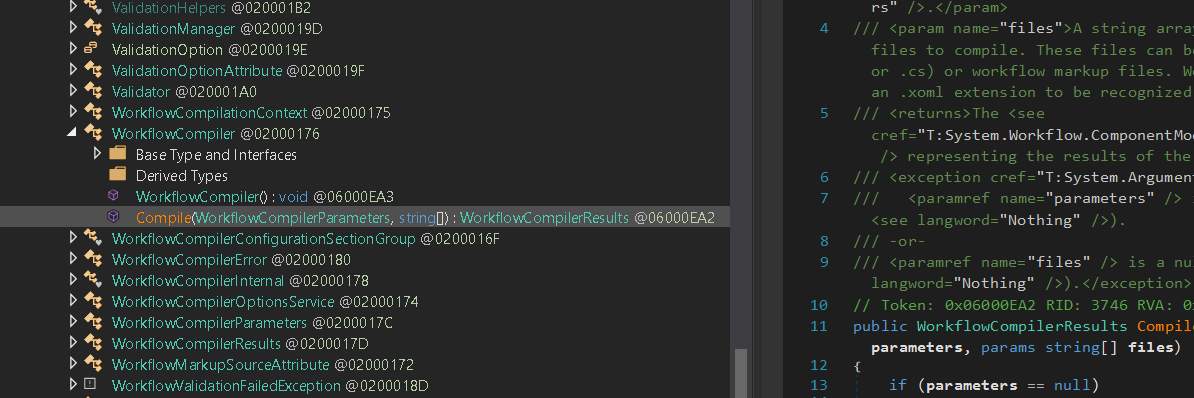 ValidationHelpers @020001B2
ValidationManager @0200019D
ValidationOption @0200019E
ValidationOptionAttribute @0200019F
Validator @020001A0
WorkflowCompilationContext @02000175
WorkflowCompiler @02000176
Base Type and Interfaces
Derived Types
WorkflowCompiler() : void @06000EA3
Compile(WorkflowCompilerParameters, string[]) : WorkflowCompilerResults @06000EA2
WorkflowCompilerConfigurationSectionGroup @0200016F
WorkflowCompilerError @02000180
WorkflowCompilerInternal @02000178
WorkflowCompilerOptionsService @02000174
WorkflowCompilerParameters @0200017C
WorkflowCompilerResults @0200017D
WorkflowMarkupSourceAttribute @02000172
WorkflowValidationFailedException @0200018D
rs" />.</param>
4 /// <param name="files">A string array
files to compile. These files can be
or .cs) or workflow markup files. Wo
an .xoml extension to be recognized
5 /// <returns>The <see
cref="T:System.Workflow.ComponentMod
/> representing the results of the
6 /// <exception cref="T:System.Argument
7 /// <paramref name="parameters" />
<see langword="Nothing" />).
8 /// -or-
9 /// <paramref name="files" /> is a nu
langword="Nothing" />).</exception>
10 // Token: 0x06000EA2 RID: 3746 RVA: 0
11 public WorkflowCompilerResults Compile
parameters, params string[] files)
12 {
13 if (parameters == null)